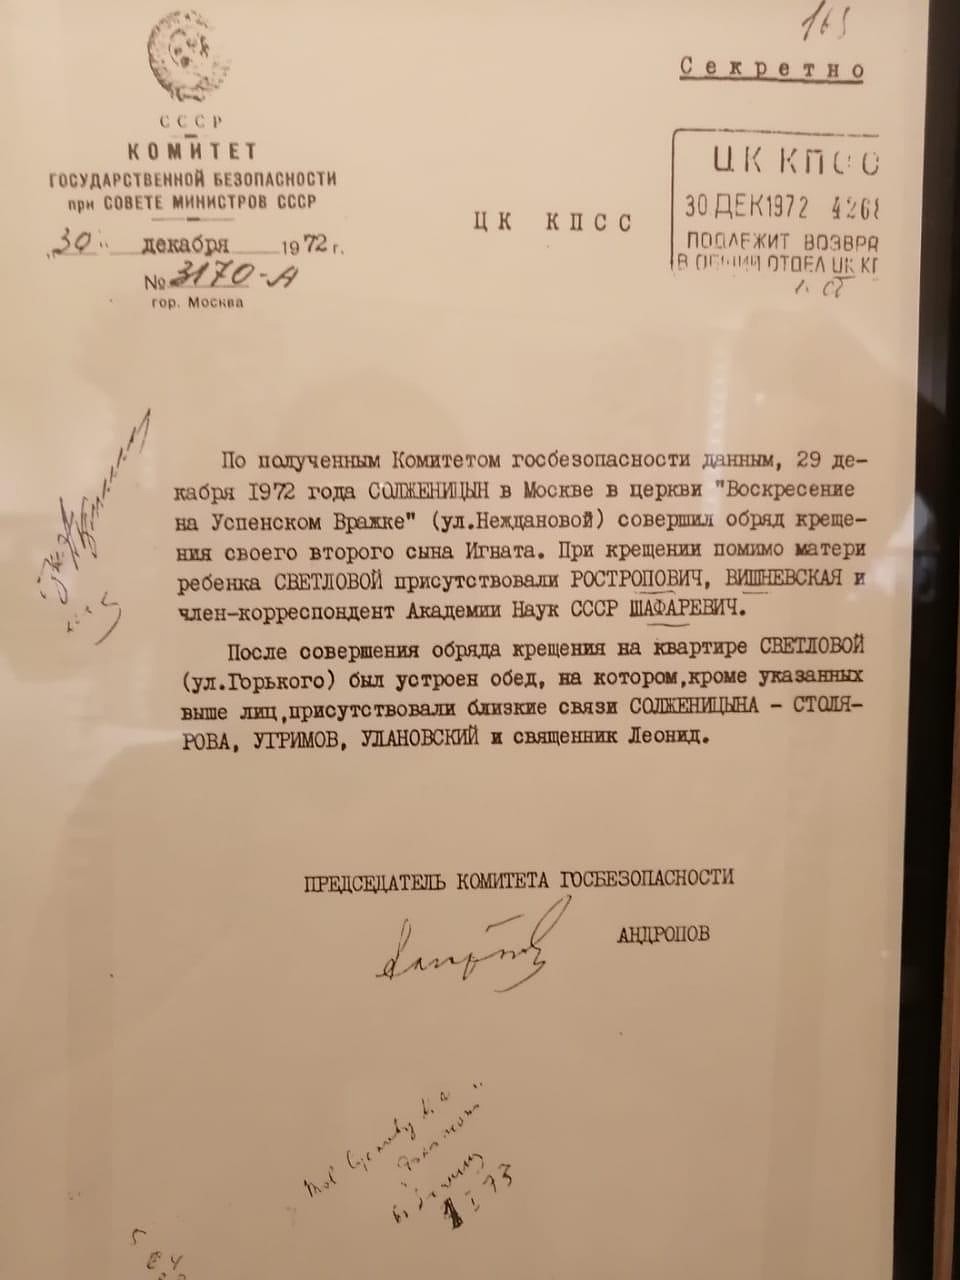 165
Секретно
СССР
КОМИТЕТ
ГОСУДАРСТВЕННОЙ БЕЗОПАСНОСТИ
при СОВЕТЕ МИНИСТРОВ СССР
„30" декабря 1972 г.
№ 3170-А
гор. Москва
ЦК КПСС
ЦК КПСС
30 ДЕК 1972 4268
ПОДЛЕЖИТ ВОЗВРА
В ОБЩИЙ ОТДЕЛ ЦК КП
По полученным Комитетом госбезопасности данным, 29 де-
кабря 1972 года СОЛЖЕНИЦЫН в Москве в церкви "Воскресение
на Успенском Вражке" (ул.Неждановой) совершил обряд креще-
ния своего второго сына Игната. При крещении помимо матери
ребенка СВЕТЛОВОЙ присутствовали РОСТРОПОВИЧ, ВИШНЕВСКАЯ и
член-корреспондент Академии Наук СССР ШАФАРЕВИЧ.
После совершения обряда крещения на квартире СВЕТЛОВОЙ
(ул.Горького) был устроен обед, на котором,кроме указанных
выше лиц,присутствовали близкие связи СОЛЖЕНИЦЫНА - СТОЛЯ-
РОВА, УГРИМОВ, УЛАНОВСКИЙ и священник Леонид.
ПРЕДСЕДАТЕЛЬ КОМИТЕТА ГОСБЕЗОПАСНОСТИ
АНДРОПОВ
I 73